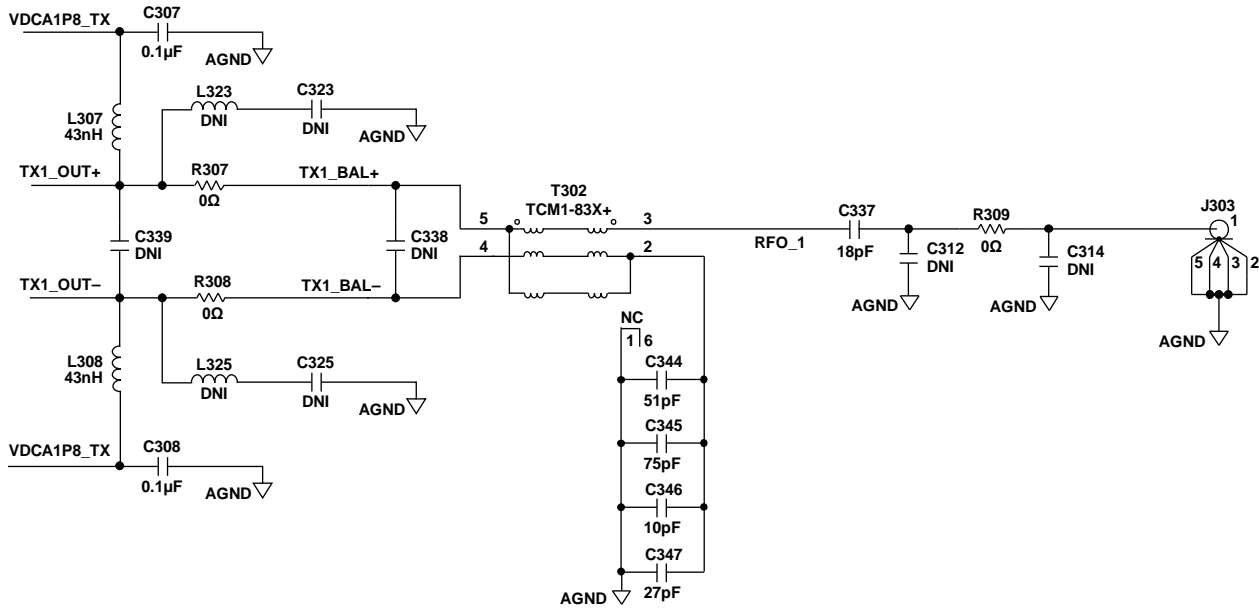 VDCA1P8_TX
C307
0.1µF
AGND
L323
DNI
C323
DNI
AGND
L307
43nH
TX1_OUT+
R307
0Ω
TX1_BAL+
T302
TCM1-83X+
5
3
4
2
C339
DNI
C338
DNI
RFO_1
C337
18pF
C312
DNI
AGND
R309
0Ω
C314
DNI
AGND
J303
1
5
4
3
2
AGND
TX1_OUT–
R308
0Ω
TX1_BAL–
L308
43nH
L325
DNI
C325
DNI
AGND
VDCA1P8_TX
C308
0.1µF
AGND
NC
1
6
C344
51pF
C345
75pF
C346
10pF
C347
27pF
AGND